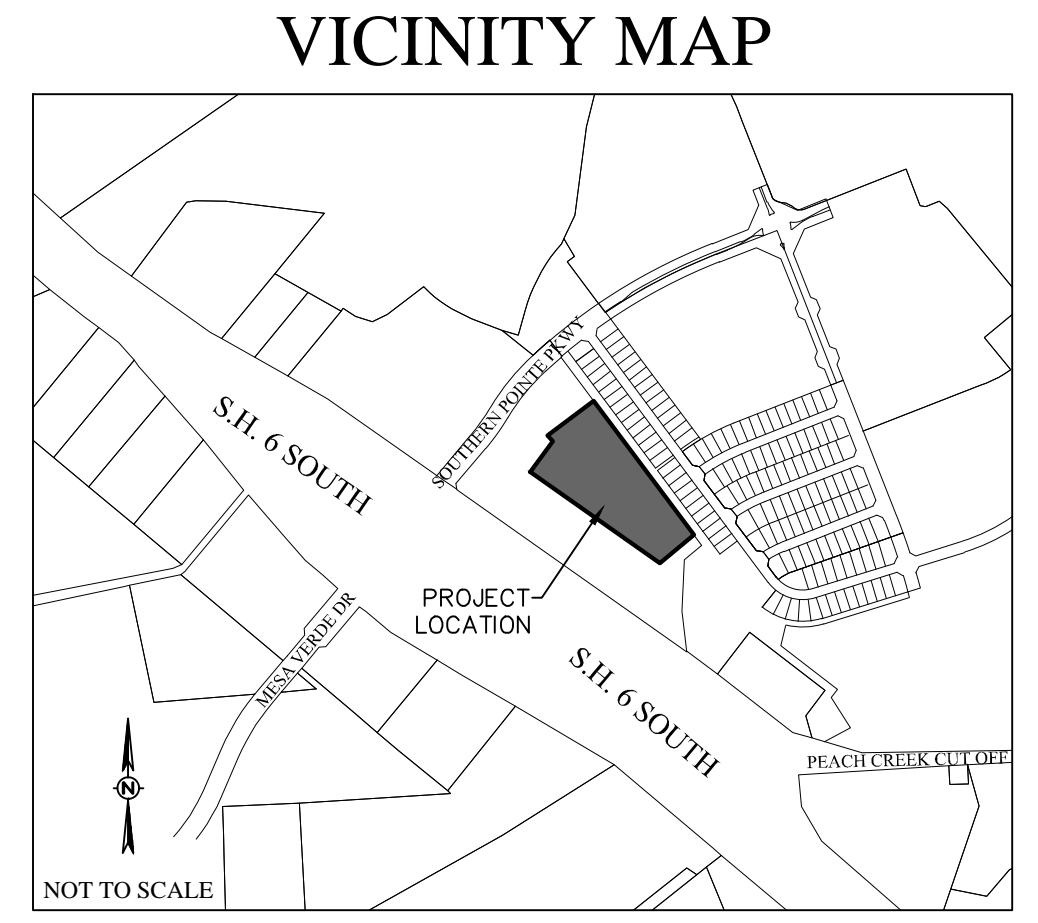 VICINITY MAP
SOUTHERN POINTE PKWY
S.H. 6 SOUTH
PROJECT
LOCATION
MESA VERDE DR
S.H. 6 SOUTH
PEACH CREEK CUT OFF
N
NOT TO SCALE